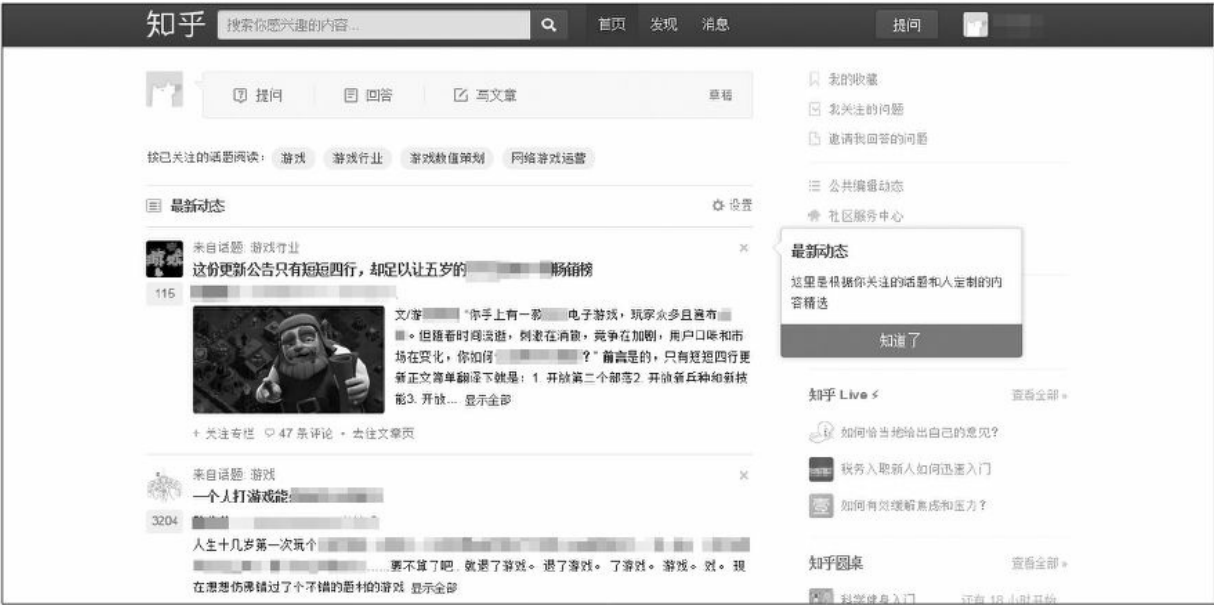 知乎 搜索你感兴趣的内容... 首页 发现 消息 提问
提问 回答 写文章 草稿
按已关注的话题阅读： 游戏 游戏行业 游戏数值策划 网络游戏运营
最新动态 设置
来自话题: 游戏行业
这份更新公告只有短短四行，却足以让五岁的 畅销榜
115
文/游 “你手上有一款 电子游戏，玩家众多且遍布
。但随着时间流逝，刺激在消散，竞争在加剧，用户口味和市
场在变化，你如何 ？” 前言是的，只有短短四行更
新正文简单翻译下就是： 1. 开放第二个部落2. 开放新兵种和新技
能3. 开放... 显示全部
+ 关注专栏 47 条评论 • 去往文章页
来自话题: 游戏
一个人打游戏能
3204
人生十几岁第一次玩个
......要不算了吧. 就退了游戏。退了游戏。了游戏。游戏。戏。现
在想想仿佛错过了个不错的题材的游戏 显示全部
我的收藏
我关注的问题
邀请我回答的问题
公共编辑动态
社区服务中心
最新动态
这里是根据你关注的话题和人定制的内
容精选
知道了
知乎 Live 查看全部 »
如何恰当地给出自己的意见？
税务入职新人如何迅速入门
如何有效缓解焦虑和压力？
知乎圆桌 查看全部 »
科学健身入门 还有 18 小时开始